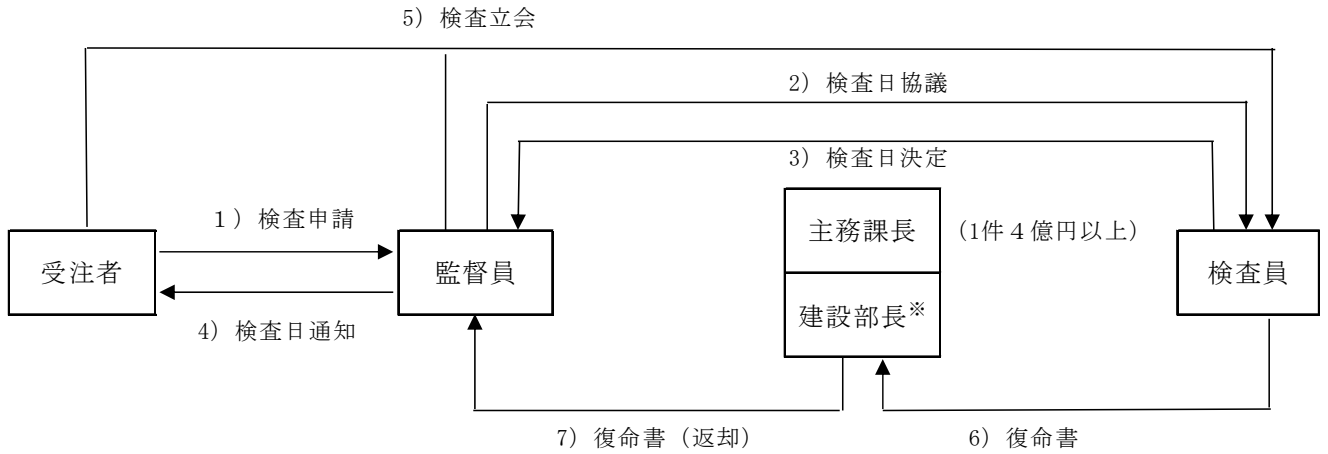 5）検査立会
2）検査日協議
3）検査日決定
1）検査申請
主務課長
（1件４億円以上）
受注者
監督員
検査員
建設部長※
4）検査日通知
7）復命書（返却）
6）復命書